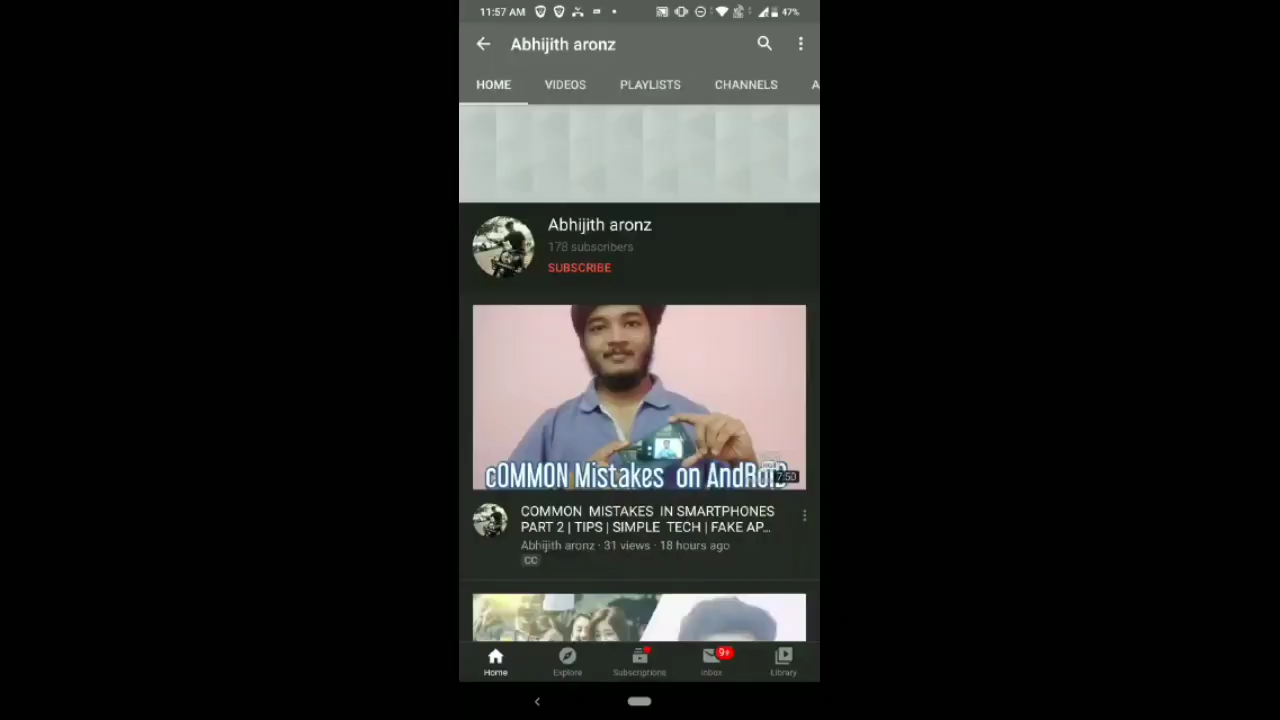 11:57 AM
47%
Abhijith aronz
HOME
VIDEOS
PLAYLISTS
CHANNELS
A
Abhijith aronz
178 subscribers
SUBSCRIBE
cOMMON Mistakes on AndRoiD
7:50
COMMON MISTAKES IN SMARTPHONES
PART 2 | TIPS | SIMPLE TECH | FAKE AP...
Abhijith aronz · 31 views · 18 hours ago
CC
9+
Home
Explore
Subscriptions
Inbox
Library